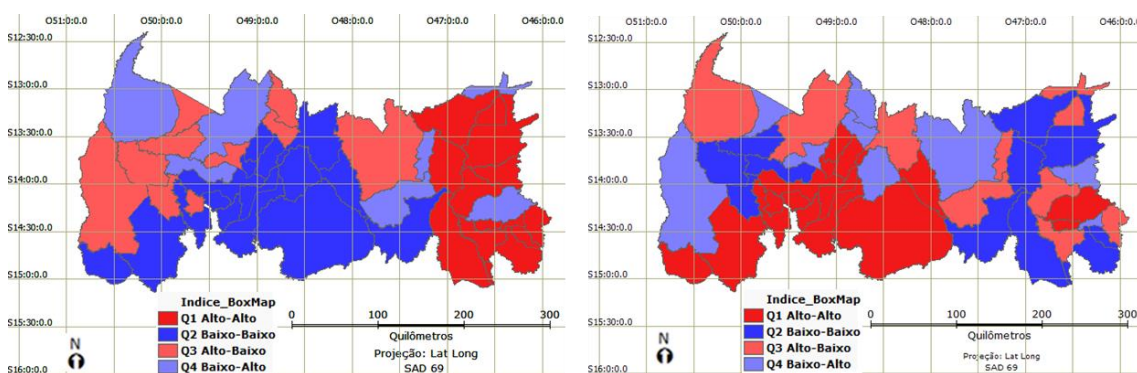 O51:0:0.0 O50:0:0.0 O49:0:0.0 O48:0:0.0 O47:0:0.0 O46:0:0.0
S12:30:0.0
S13:0:0.0
S13:30:0.0
S14:0:0.0
S14:30:0.0
S15:0:0.0
S15:30:0.0
S16:0:0.0
Indice_BoxMap
Q1 Alto-Alto
Q2 Baixo-Baixo
Q3 Alto-Baixo
Q4 Baixo-Alto
N
0 100 200 300
Quilômetros
Projeção: Lat Long
SAD 69
O51:0:0.0 O50:0:0.0 O49:0:0.0 O48:0:0.0 O47:0:0.0 O46:0:0.0
S12:30:0.0
S13:0:0.0
S13:30:0.0
S14:0:0.0
S14:30:0.0
S15:0:0.0
S15:30:0.0
S16:0:0.0
Indice_BoxMap
Q1 Alto-Alto
Q2 Baixo-Baixo
Q3 Alto-Baixo
Q4 Baixo-Alto
N
0 100 200 300
Quilômetros
Projeção: Lat Long
SAD 69